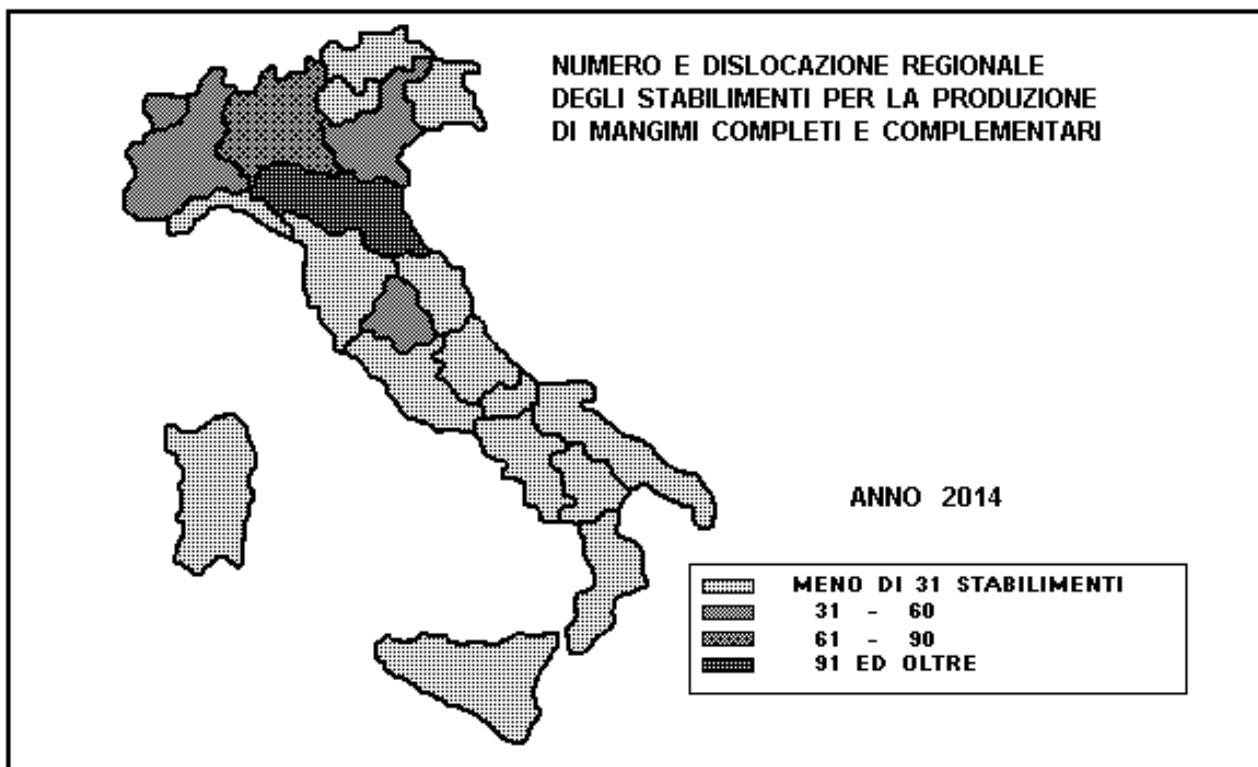 NUMERO E DISLOCAZIONE REGIONALE
DEGLI STABILIMENTI PER LA PRODUZIONE
DI MANGIMI COMPLETI E COMPLEMENTARI
ANNO 2014
MENO DI 31 STABILIMENTI
31 - 60
61 - 90
91 ED OLTRE